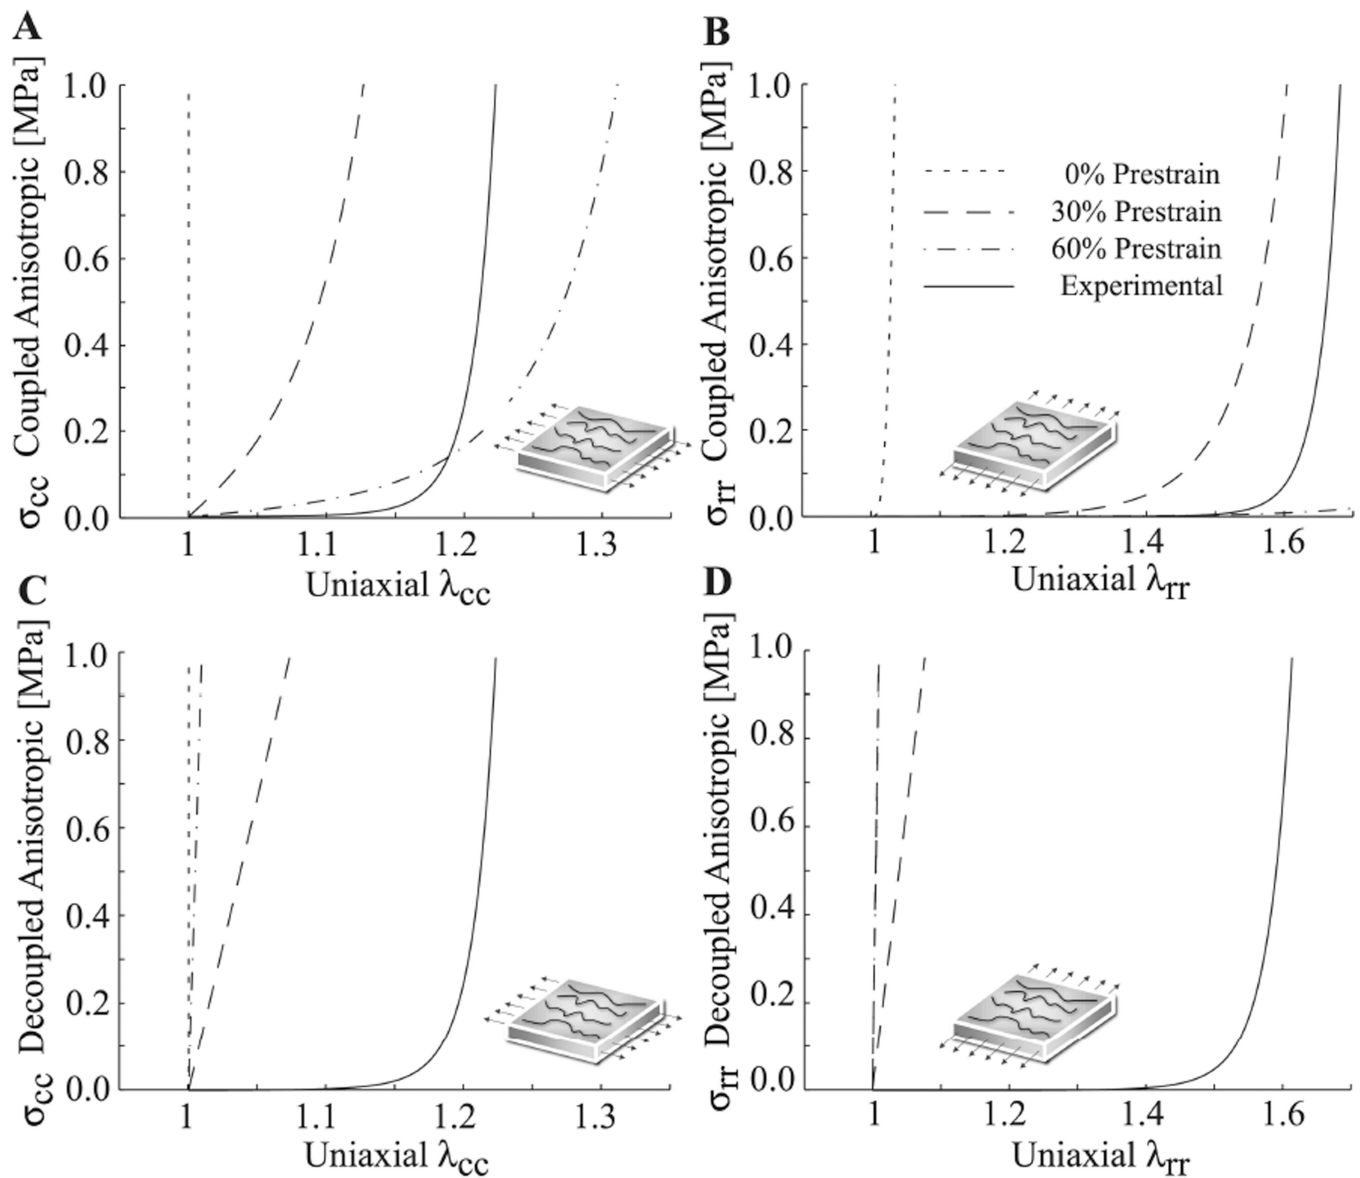 A
σcc Coupled Anisotropic [MPa]
1.0
0.8
0.6
0.4
0.2
0.0
1
1.1
1.2
1.3
Uniaxial λcc
B
σrr Coupled Anisotropic [MPa]
1.0
0.8
0.6
0.4
0.2
0.0
0% Prestrain
30% Prestrain
60% Prestrain
Experimental
1
1.2
1.4
1.6
Uniaxial λrr
C
σcc Decoupled Anisotropic [MPa]
1.0
0.8
0.6
0.4
0.2
0.0
1
1.1
1.2
1.3
Uniaxial λcc
D
σrr Decoupled Anisotropic [MPa]
1.0
0.8
0.6
0.4
0.2
0.0
1
1.2
1.4
1.6
Uniaxial λrr